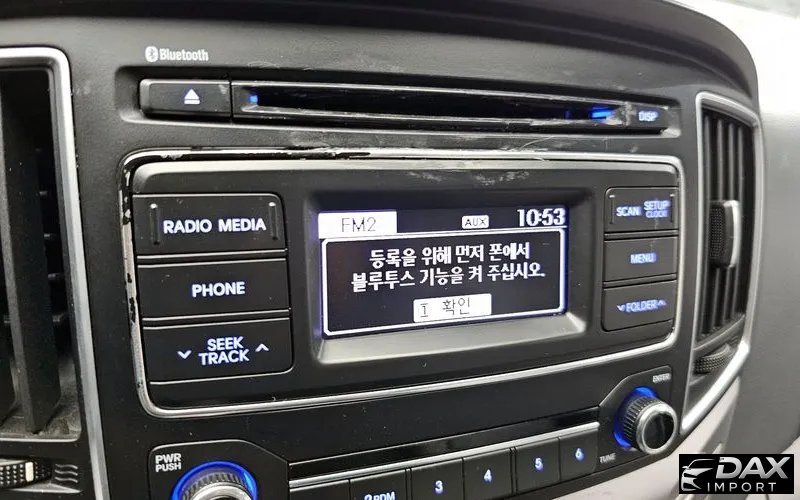 Bluetooth
DISP
RADIO MEDIA
PHONE
SEEK
TRACK
FM2 AUX 10:53
등록을 위해 먼저 폰에서
블루투스 기능을 켜 주십시오.
1 확인
SCAN SETUP
CLOCK
MENU
FOLDER
PWR
PUSH
2 RDM
3
4
5
6
TUNE
ENTER
DAX
IMPORT